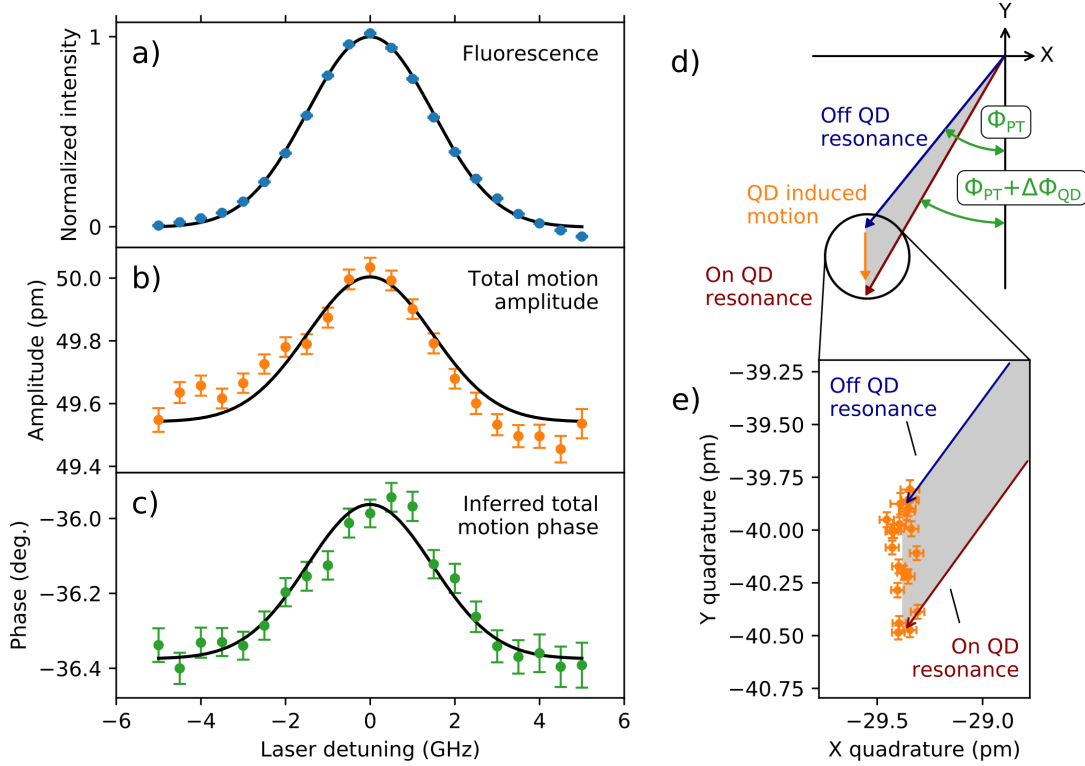 a)
Fluorescence
Normalized intensity
1
0
b)
Total motion
amplitude
Amplitude (pm)
50.0
49.8
49.6
49.4
c)
Inferred total
motion phase
Phase (deg.)
−36.0
−36.2
−36.4
−6
−4
−2
0
2
4
6
Laser detuning (GHz)
d)
Y
X
Off QD
resonance
Φ_PT
Φ_PT+ΔΦ_QD
QD induced
motion
On QD
resonance
e)
Off QD
resonance
On QD
resonance
Y quadrature (pm)
−39.25
−39.50
−39.75
−40.00
−40.25
−40.50
−40.75
−29.5
−29.0
X quadrature (pm)